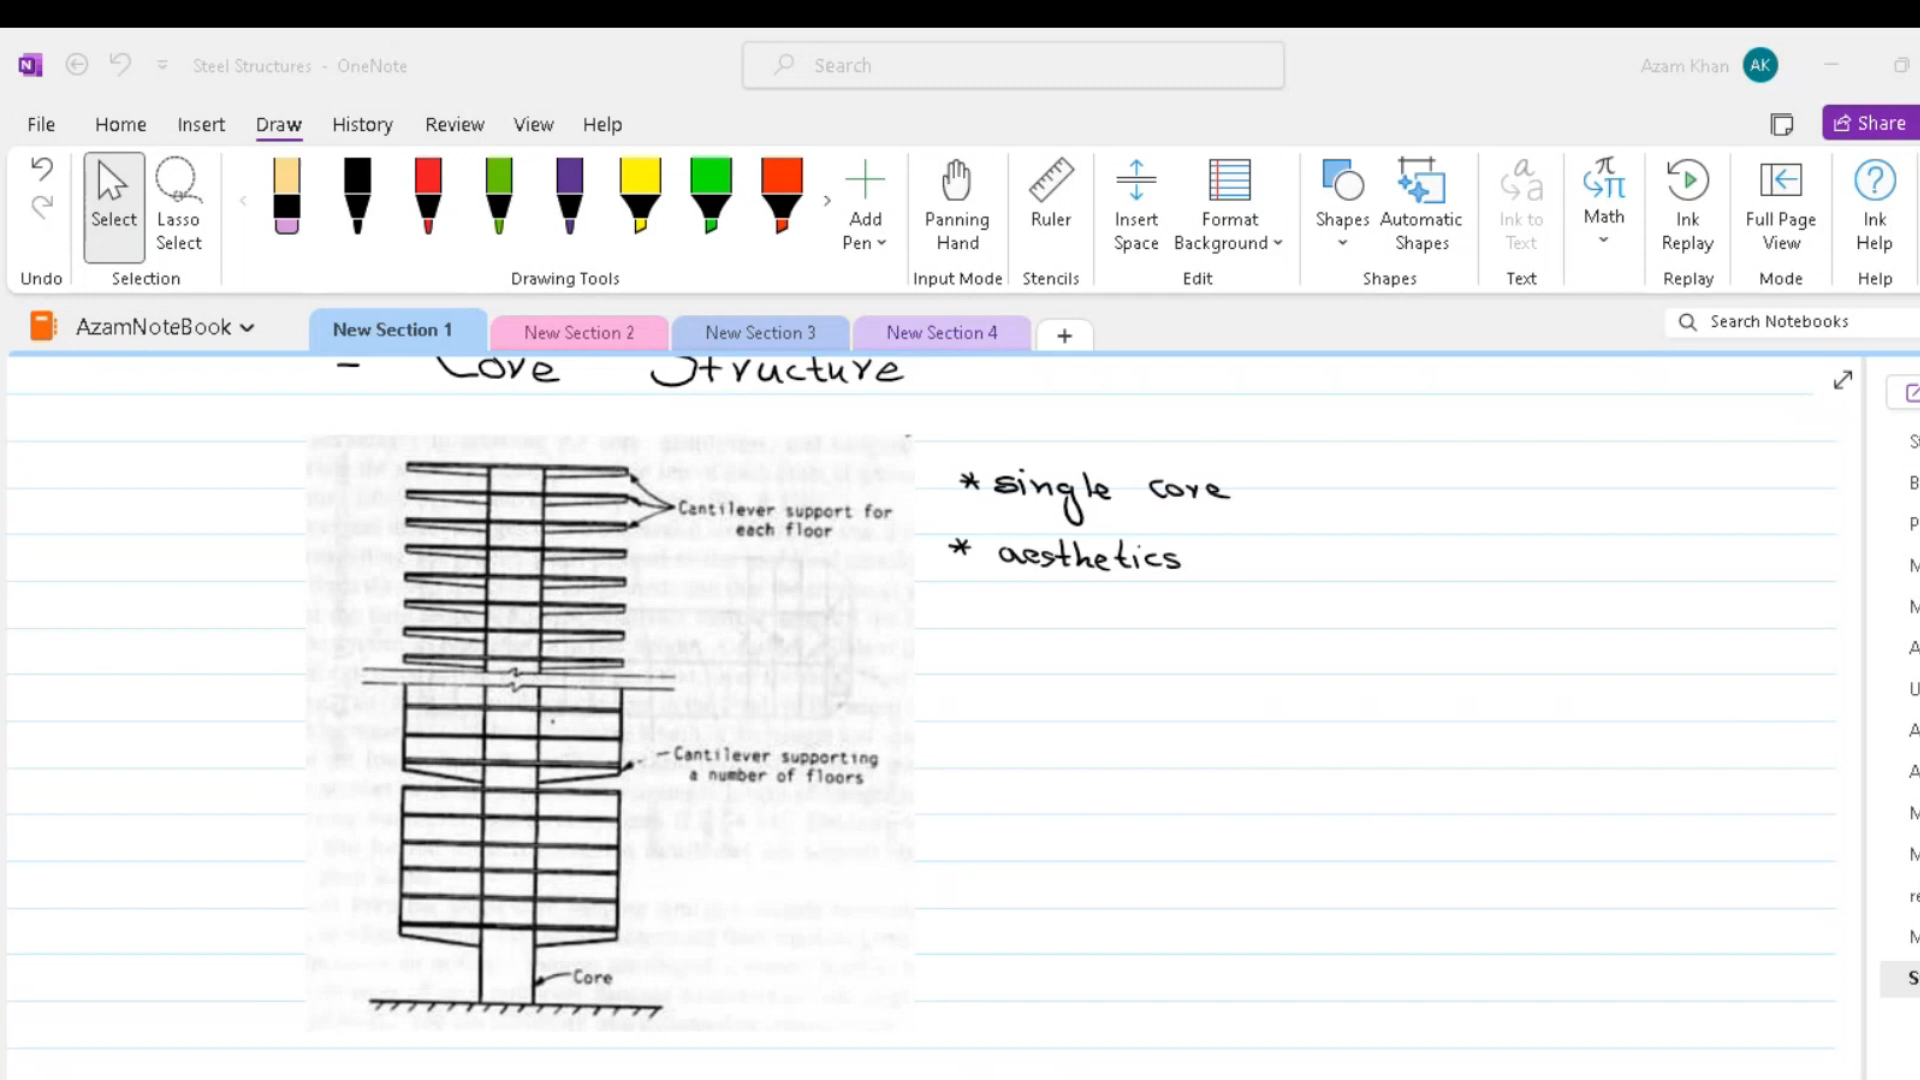 Steel Structures - OneNote
Search
Azam Khan
AK
File
Home
Insert
Draw
History
Review
View
Help
Share
Select
Lasso
Select
Add
Pen
Panning
Hand
Ruler
Insert
Space
Format
Background
Shapes
Automatic
Shapes
Ink to
Text
Math
Ink
Replay
Full Page
View
Ink
Help
Undo
Selection
Drawing Tools
Input Mode
Stencils
Edit
Shapes
Text
Replay
Mode
Help
AzamNoteBook
New Section 1
New Section 2
New Section 3
New Section 4
Search Notebooks
- Core Structure
Cantilever support for
each floor
Cantilever supporting
a number of floors
Core
* single core
* aesthetics